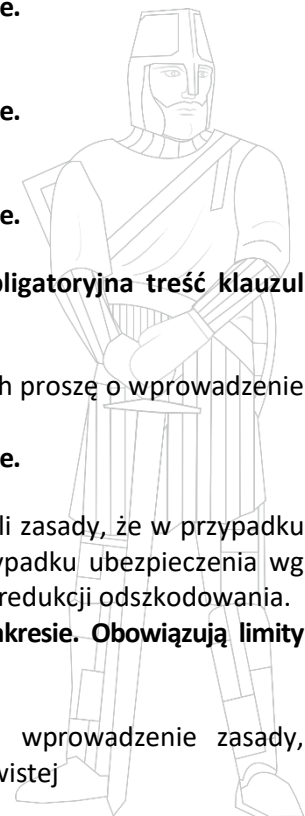 e.
e.
e.
oligatoryjna treść klauzul
h proszę o wprowadzenie
e.
li zasady, że w przypadku
ypadku ubezpieczenia wg
redukcji odszkodowania.
akresie. Obowiązują limity
wprowadzenie zasady,
wistej